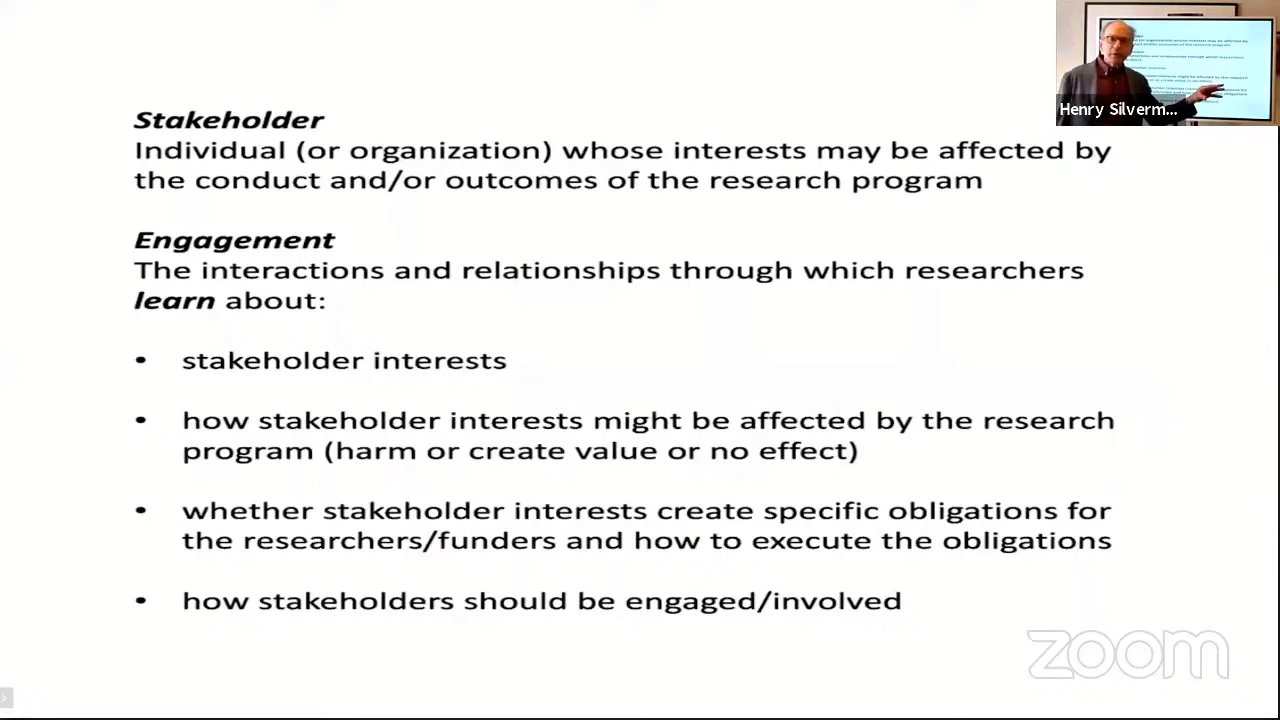 Stakeholder
Individual (or organization) whose interests may be affected by
the conduct and/or outcomes of the research program
Engagement
The interactions and relationships through which researchers
learn about:
• stakeholder interests
• how stakeholder interests might be affected by the research
program (harm or create value or no effect)
• whether stakeholder interests create specific obligations for
the researchers/funders and how to execute the obligations
• how stakeholders should be engaged/involved
Henry Silverm...
zoom